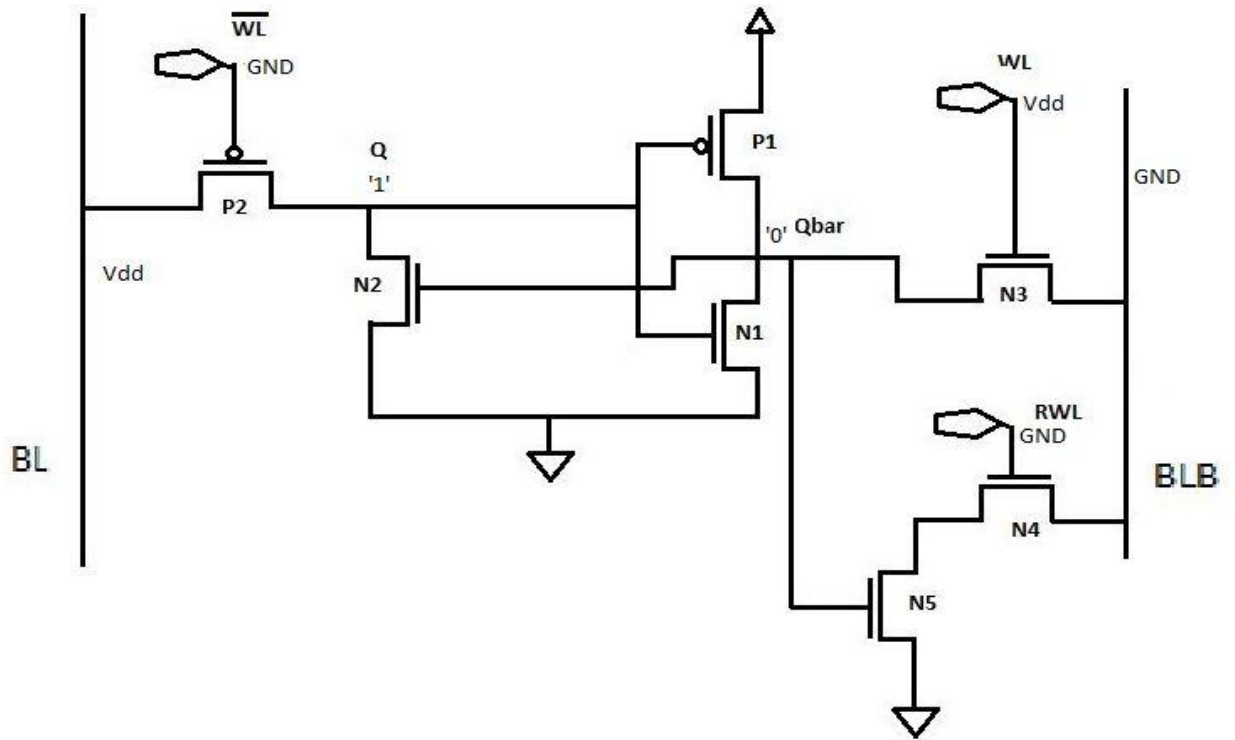 WL
GND
P2
Q
'1'
P1
WL
Vdd
GND
'0' Qbar
Vdd
N2
N3
N1
RWL
GND
BL
BLB
N4
N5